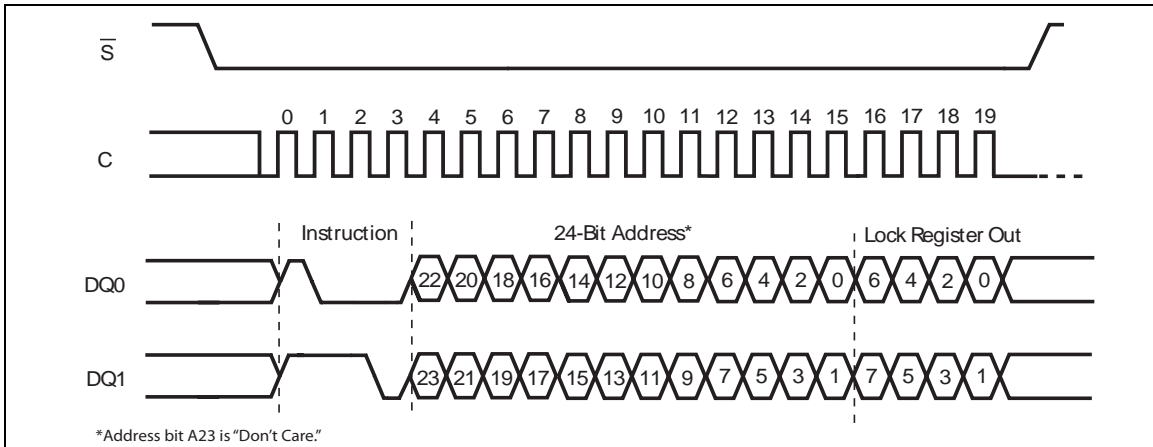 S
0 1 2 3 4 5 6 7 8 9 10 11 12 13 14 15 16 17 18 19
C
Instruction 24-Bit Address* Lock Register Out
DQ0 22 20 18 16 14 12 10 8 6 4 2 0 6 4 2 0
DQ1 23 21 19 17 15 13 11 9 7 5 3 1 7 5 3 1
*Address bit A23 is “Don’t Care.”